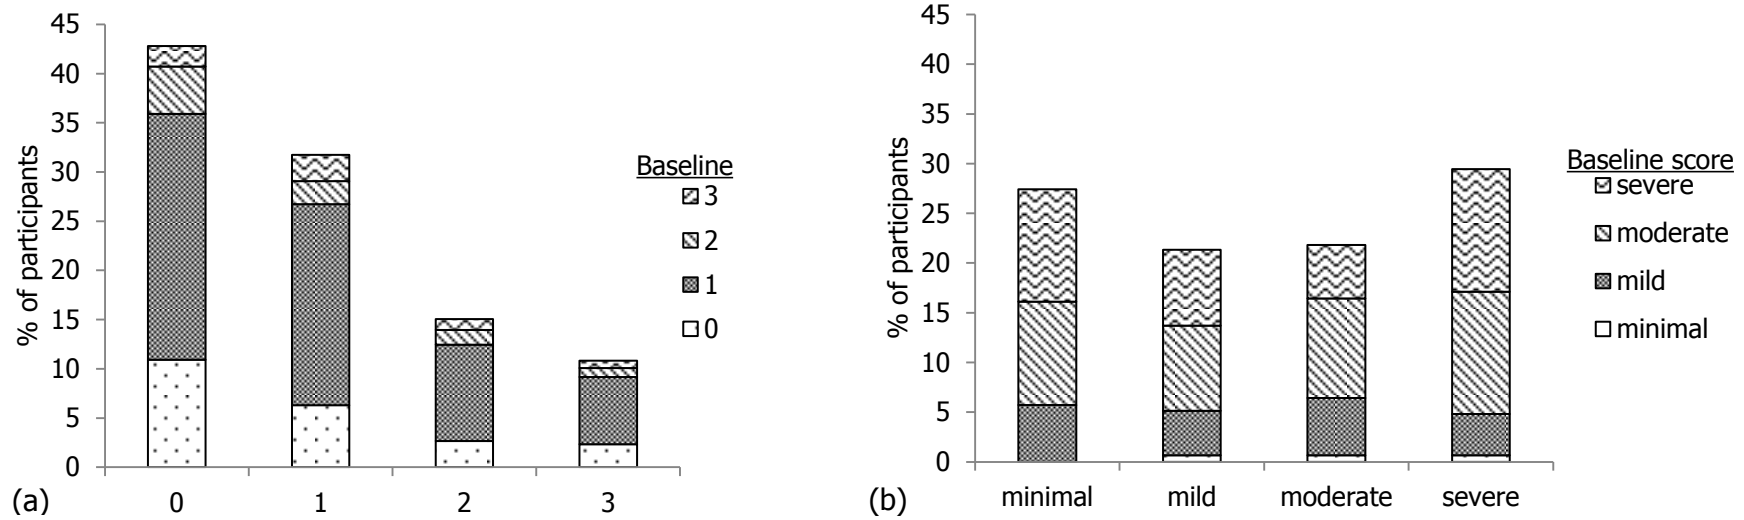 % of participants
45
40
35
30
25
20
15
10
5
0
0 1 2 3
Baseline
3
2
1
0
(a)
% of participants
45
40
35
30
25
20
15
10
5
0
minimal mild moderate severe
Baseline score
severe
moderate
mild
minimal
(b)